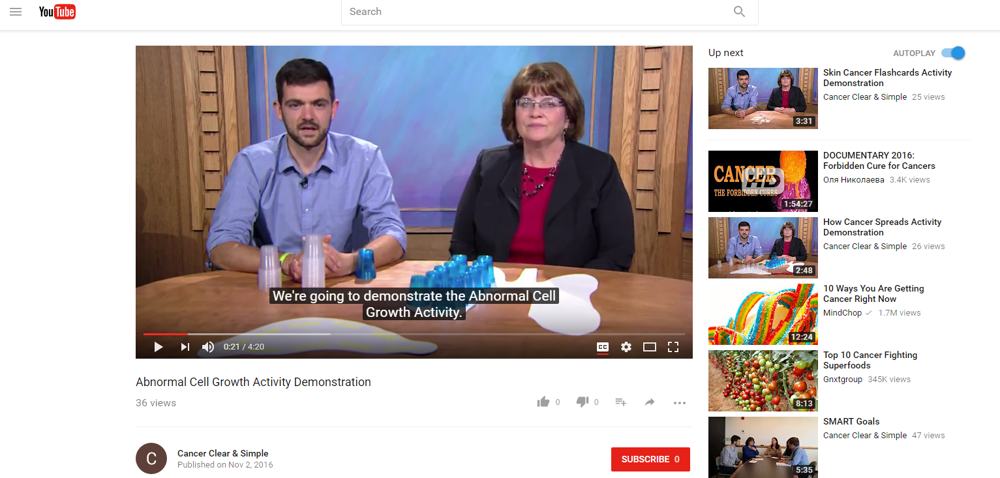 YouTube
Search
We're going to demonstrate the Abnormal Cell
Growth Activity.
0:21 / 4:20
CC
Abnormal Cell Growth Activity Demonstration
36 views
0
0
C
Cancer Clear & Simple
Published on Nov 2, 2016
SUBSCRIBE 0
Up next
AUTOPLAY
3:31
Skin Cancer Flashcards Activity
Demonstration
Cancer Clear & Simple 25 views
CANCER
HD
THE FORBIDDEN CURES
1:54:27
DOCUMENTARY 2016:
Forbidden Cure for Cancers
Оля Николаева 3.4K views
2:48
How Cancer Spreads Activity
Demonstration
Cancer Clear & Simple 26 views
12:24
10 Ways You Are Getting
Cancer Right Now
MindChop 1.7M views
8:13
Top 10 Cancer Fighting
Superfoods
Gnxtgroup 345K views
5:35
SMART Goals
Cancer Clear & Simple 47 views